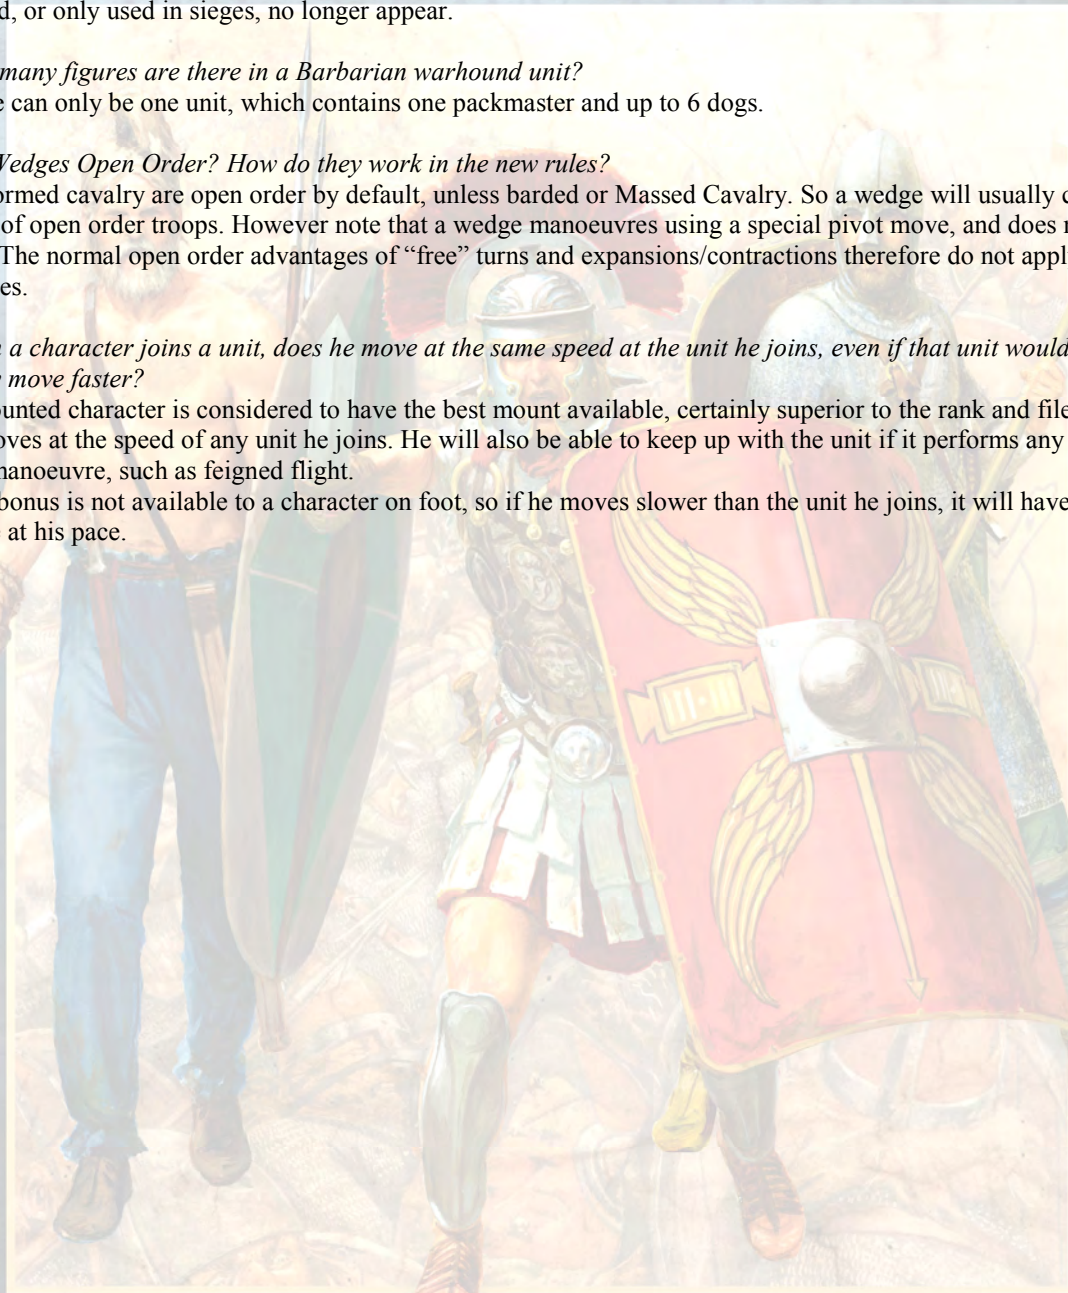 d, or only used in sieges, no longer appear.
many figures are there in a Barbarian warhound unit?
e can only be one unit, which contains one packmaster and up to 6 dogs.
Wedges Open Order? How do they work in the new rules?
ormed cavalry are open order by default, unless barded or Massed Cavalry. So a wedge will usually c
of open order troops. However note that a wedge manoeuvres using a special pivot move, and does n
The normal open order advantages of “free” turns and expansions/contractions therefore do not appl
es.
a character joins a unit, does he move at the same speed at the unit he joins, even if that unit would
move faster?
ounted character is considered to have the best mount available, certainly superior to the rank and file
oves at the speed of any unit he joins. He will also be able to keep up with the unit if it performs any
manoeuvre, such as feigned flight.
bonus is not available to a character on foot, so if he moves slower than the unit he joins, it will have
at his pace.